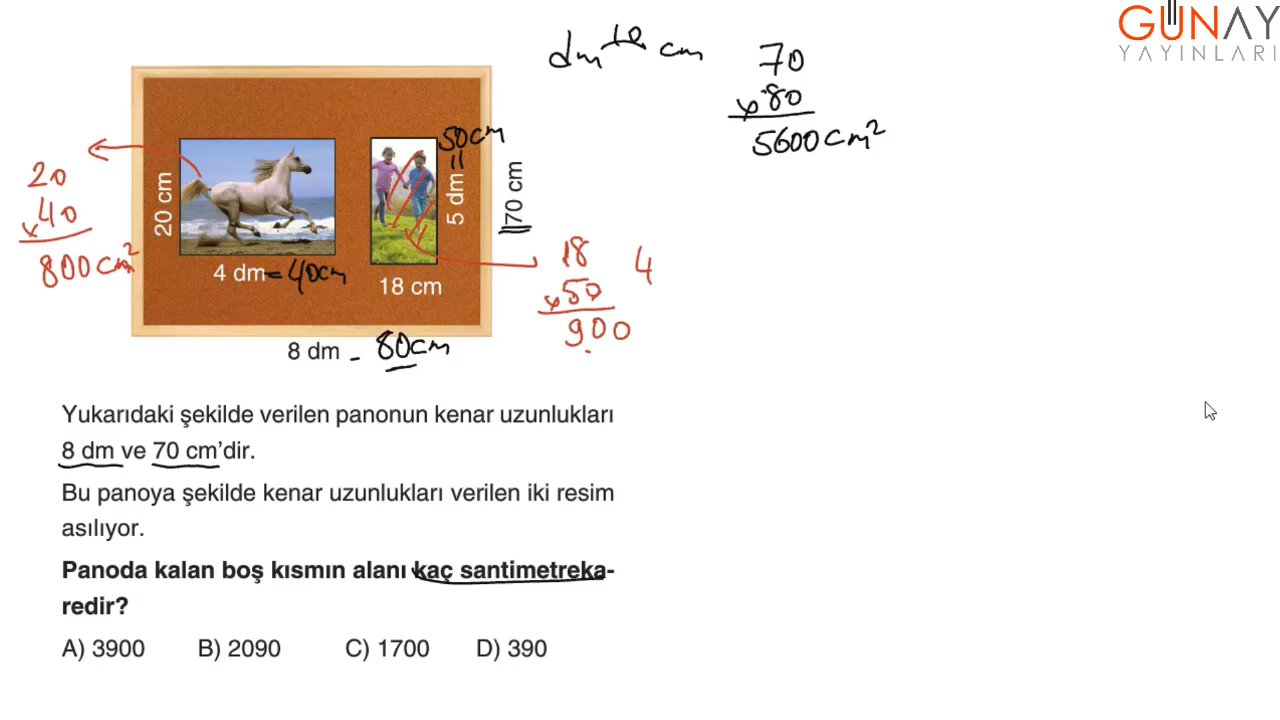 GÜNAY
YAYINLARI
dm 10 cm
70
x80
5600cm²
20
x40
800cm²
20 cm
4 dm=40cm
50cm
=
5 dm
18 cm
70 cm
18
x50
900
4
8 dm - 80cm
Yukarıdaki şekilde verilen panonun kenar uzunlukları
8 dm ve 70 cm'dir.
Bu panoya şekilde kenar uzunlukları verilen iki resim
asılıyor.
Panoda kalan boş kısmın alanı kaç santimetreka-
redir?
A) 3900 B) 2090 C) 1700 D) 390